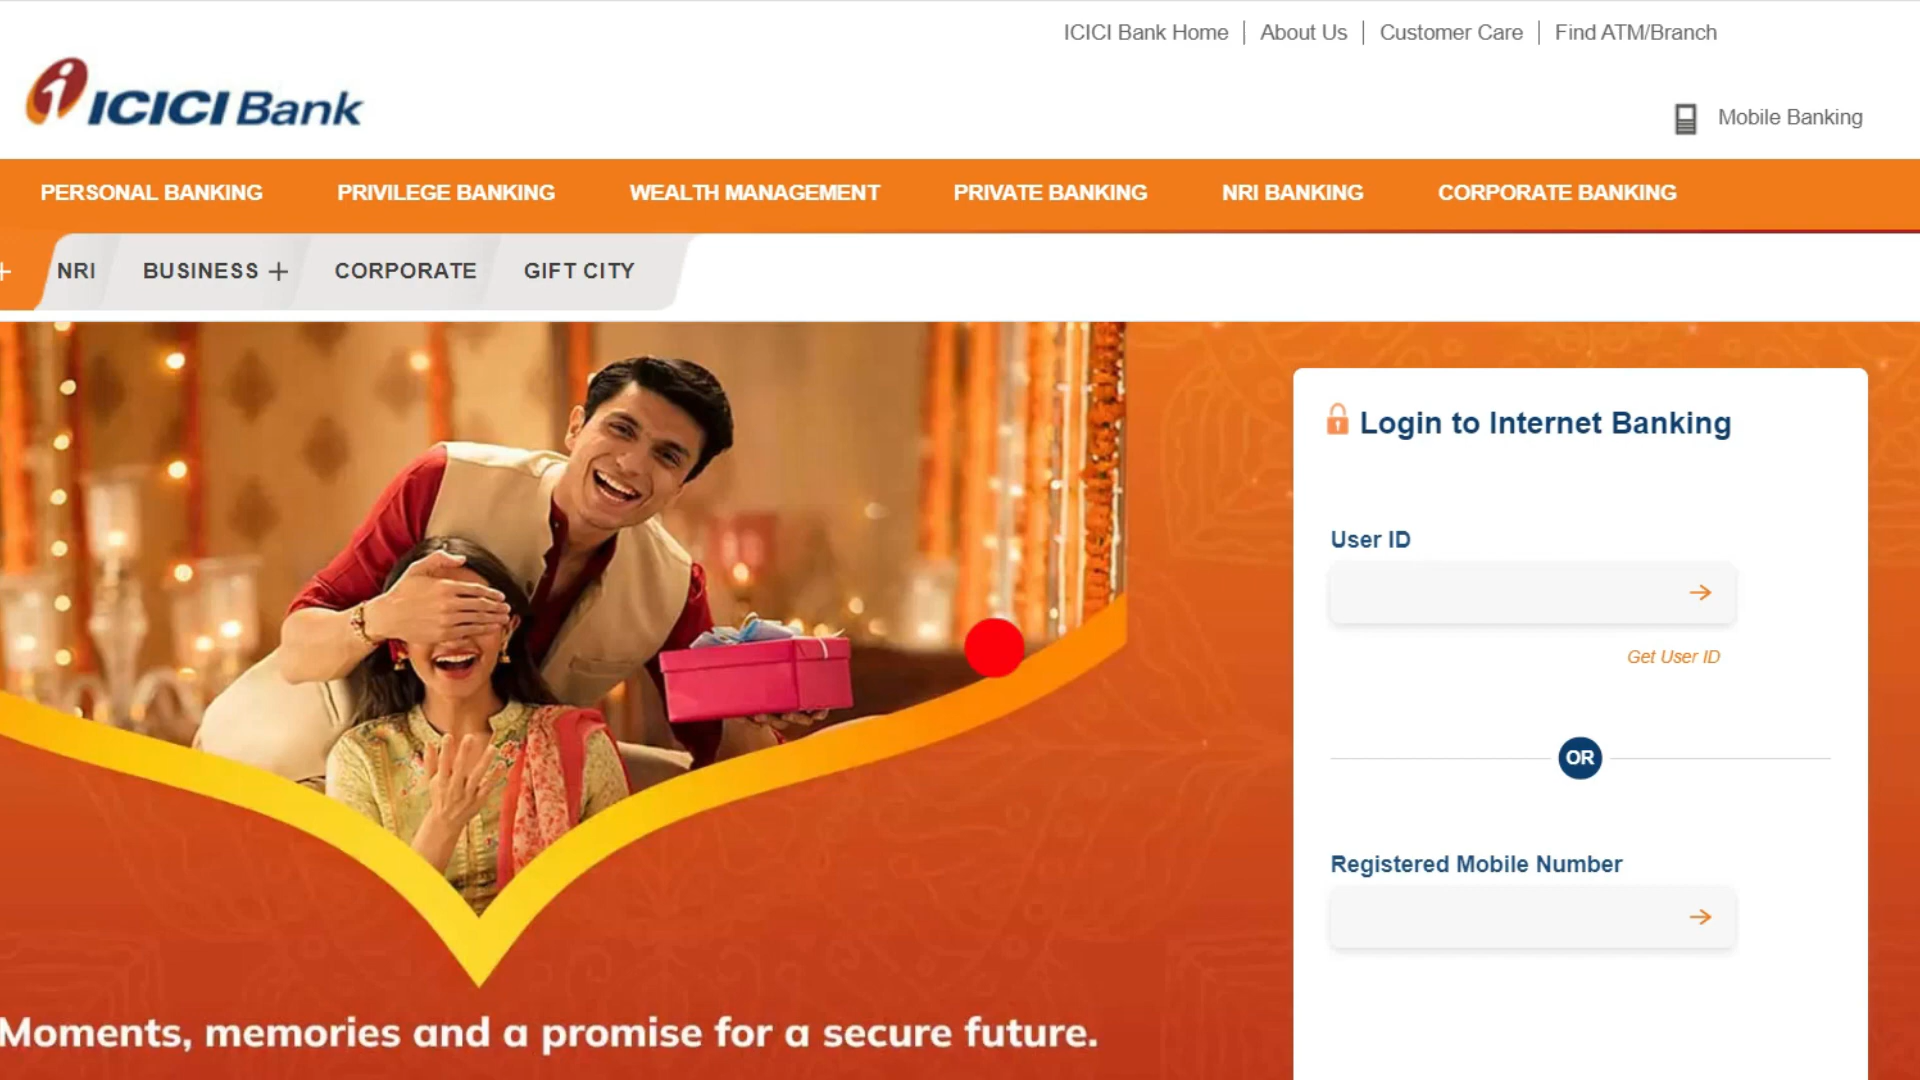 ICICI Bank Home | About Us | Customer Care | Find ATM/Branch
ICICI Bank
Mobile Banking
PERSONAL BANKING PRIVILEGE BANKING WEALTH MANAGEMENT PRIVATE BANKING NRI BANKING CORPORATE BANKING
+ NRI BUSINESS + CORPORATE GIFT CITY
Login to Internet Banking
User ID
Get User ID
OR
Registered Mobile Number
Moments, memories and a promise for a secure future.